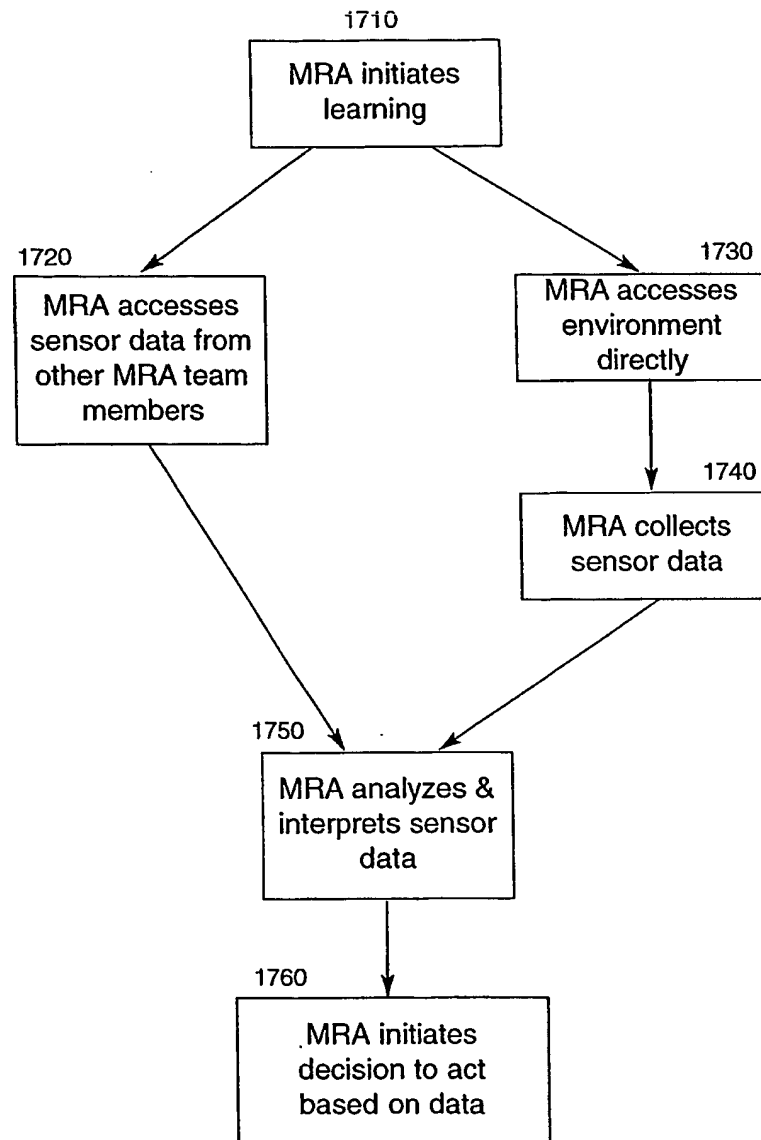 1710
MRA initiates
learning
1720
MRA accesses
sensor data from
other MRA team
members
1730
MRA accesses
environment
directly
1740
MRA collects
sensor data
1750
MRA analyzes &
interprets sensor
data
1760
MRA initiates
decision to act
based on data